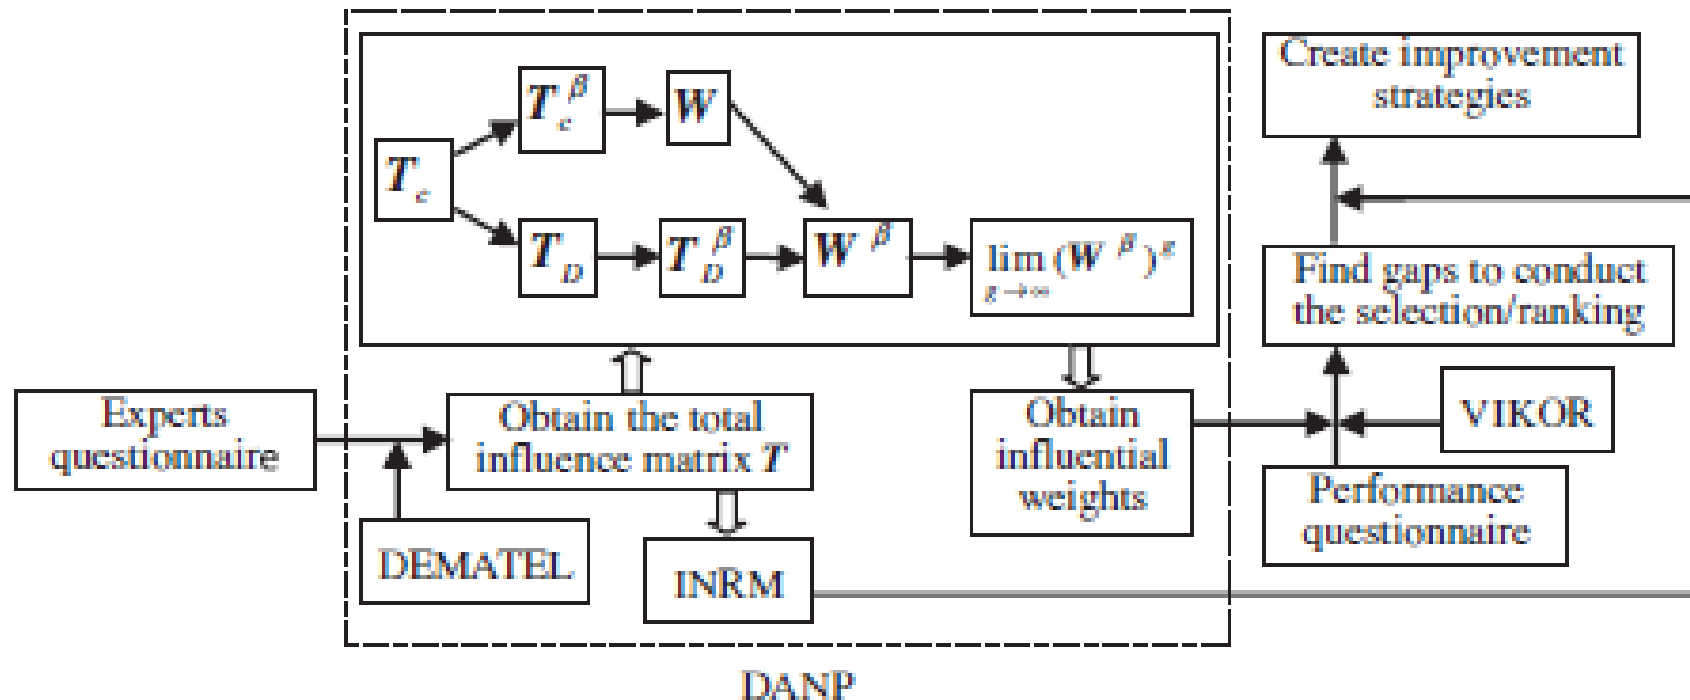 Create improvement
strategies
T_c^β
W
T_c
T_D
T_D^β
W^β
lim (W^β)^g
g→∞
Find gaps to conduct
the selection/ranking
Experts
questionnaire
Obtain the total
influence matrix T
Obtain
influential
weights
VIKOR
Performance
questionnaire
DEMATEL
INRM
DANP